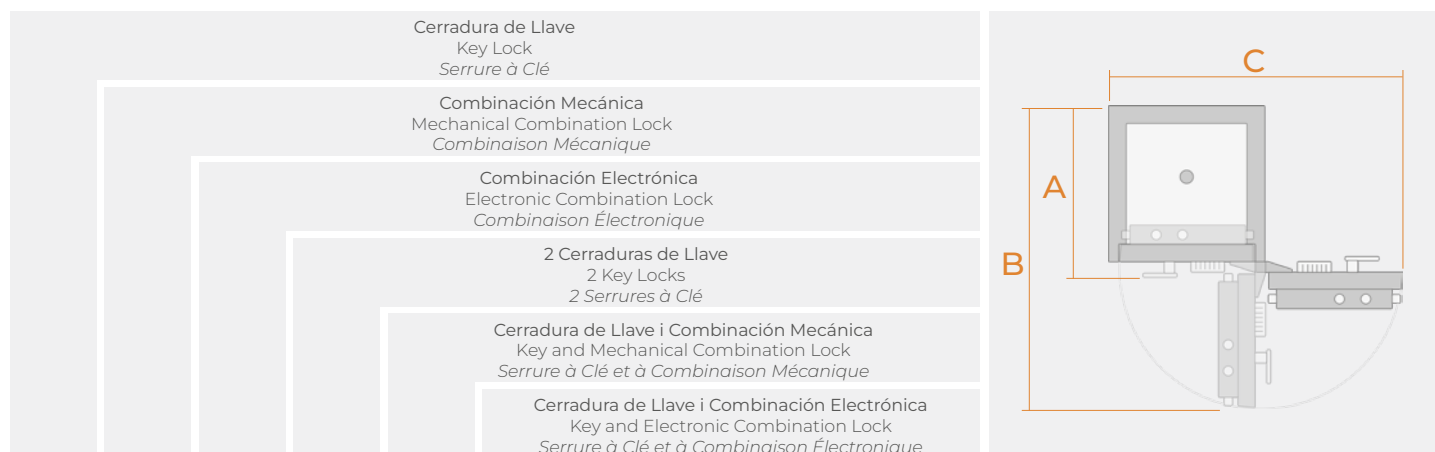 Cerradura de Llave
Key Lock
Serrure à Clé
Combinación Mecánica
Mechanical Combination Lock
Combinaison Mécanique
Combinación Electrónica
Electronic Combination Lock
Combinaison Électronique
2 Cerraduras de Llave
2 Key Locks
2 Serrures à Clé
Cerradura de Llave i Combinación Mecánica
Key and Mechanical Combination Lock
Serrure à Clé et à Combinaison Mécanique
Cerradura de Llave i Combinación Electrónica
Key and Electronic Combination Lock
Serrure à Clé et à Combinaison Électronique
C
A
B